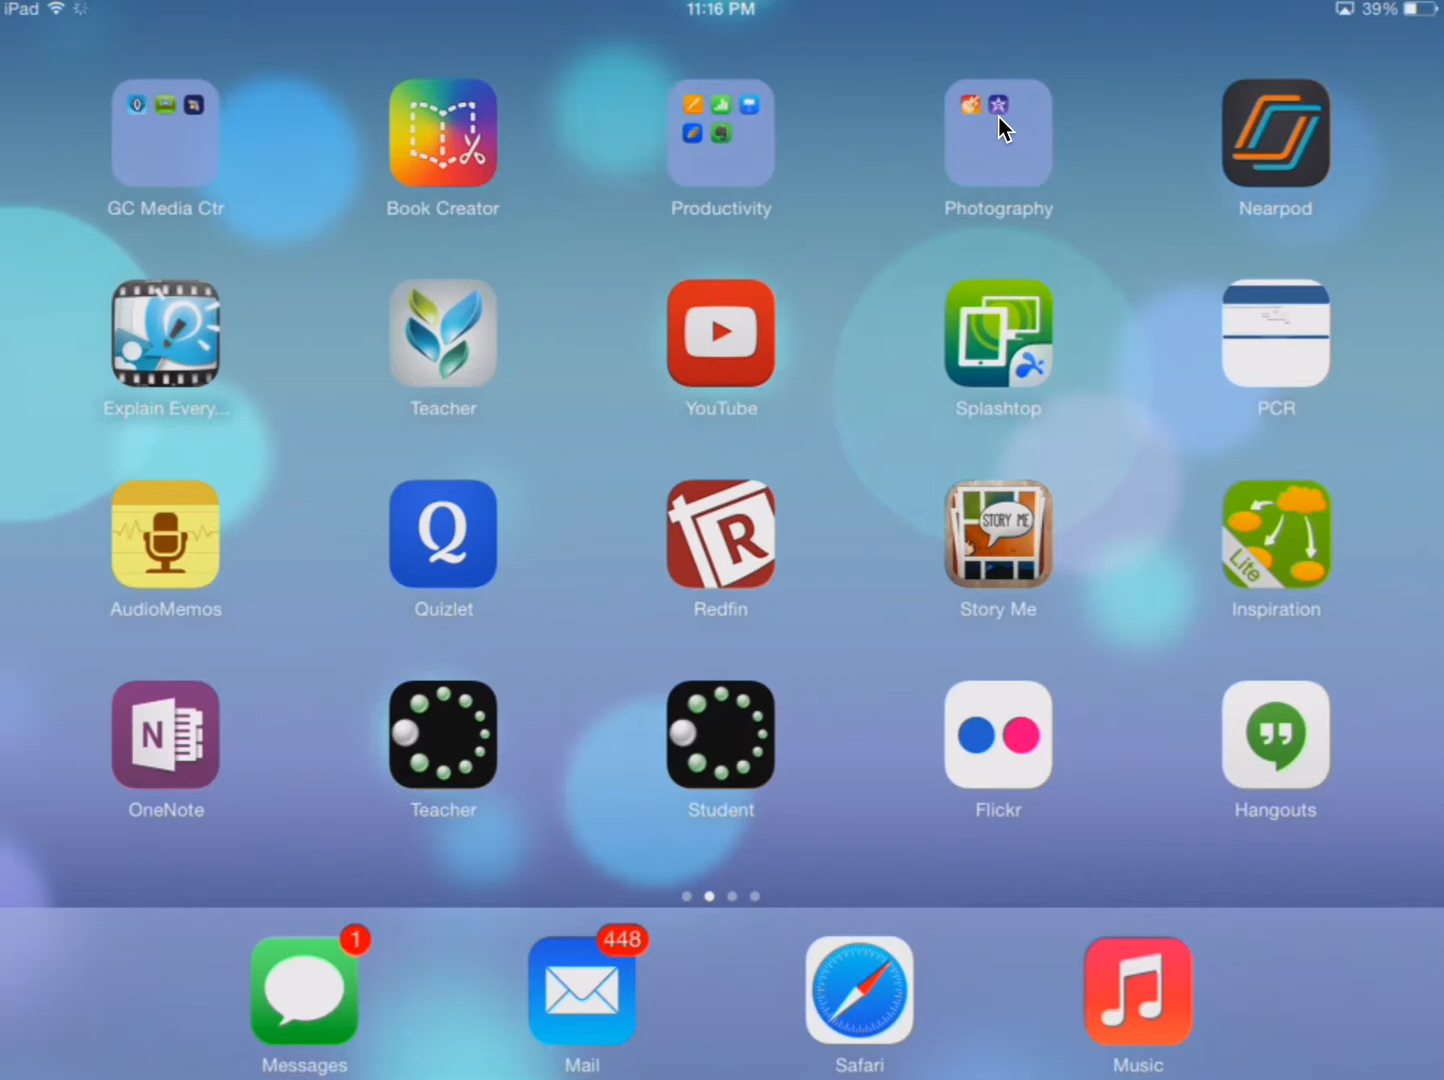 iPad 11:16 PM 39%
GC Media Ctr Book Creator Productivity Photography Nearpod
Explain Every... Teacher YouTube Splashtop PCR
STORY ME
Lite
AudioMemos Quizlet Redfin Story Me Inspiration
OneNote Teacher Student Flickr Hangouts
1 448
Messages Mail Safari Music